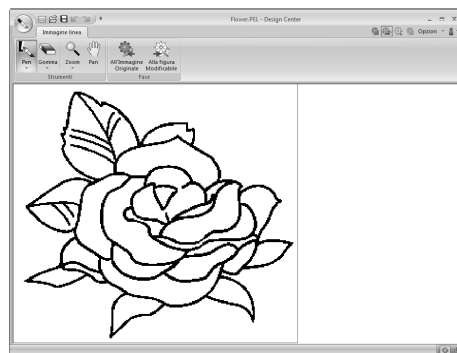 Flower.PEL - Design Center
Immagine linea
Opzion
Pen Gomma Zoom Pan All'Immagine Originale Alla figura Modificabile
Strumenti Fase